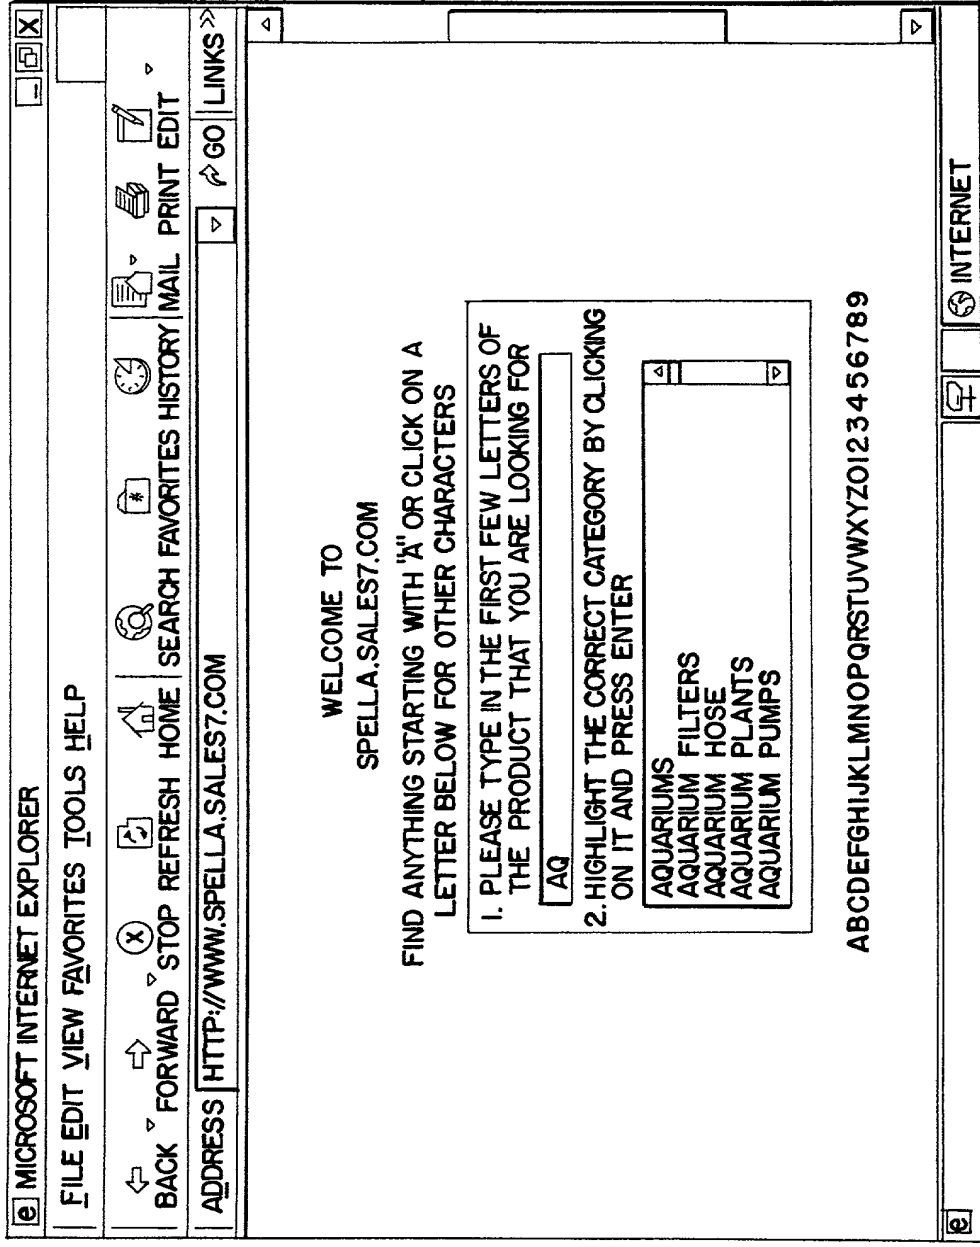 e MICROSOFT INTERNET EXPLORER
FILE EDIT VIEW FAVORITES TOOLS HELP
BACK FORWARD STOP REFRESH HOME SEARCH FAVORITES HISTORY MAIL PRINT EDIT
ADDRESS HTTP://WWW.SPELLA.SALES7.COM GO LINKS »
WELCOME TO
SPELLA.SALES7.COM
FIND ANYTHING STARTING WITH "A" OR CLICK ON A
LETTER BELOW FOR OTHER CHARACTERS
1. PLEASE TYPE IN THE FIRST FEW LETTERS OF
THE PRODUCT THAT YOU ARE LOOKING FOR
AQ
2. HIGHLIGHT THE CORRECT CATEGORY BY CLICKING
ON IT AND PRESS ENTER
AQUARIUMS
AQUARIUM FILTERS
AQUARIUM HOSE
AQUARIUM PLANTS
AQUARIUM PUMPS
ABCDEFGHIJKLMNOPQRSTUVWXYZ0123456789
e INTERNET